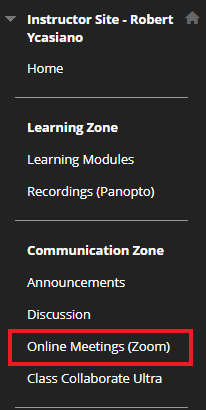 Instructor Site - Robert
Ycasiano
Home
Learning Zone
Learning Modules
Recordings (Panopto)
Communication Zone
Announcements
Discussion
Online Meetings (Zoom)
Class Collaborate Ultra